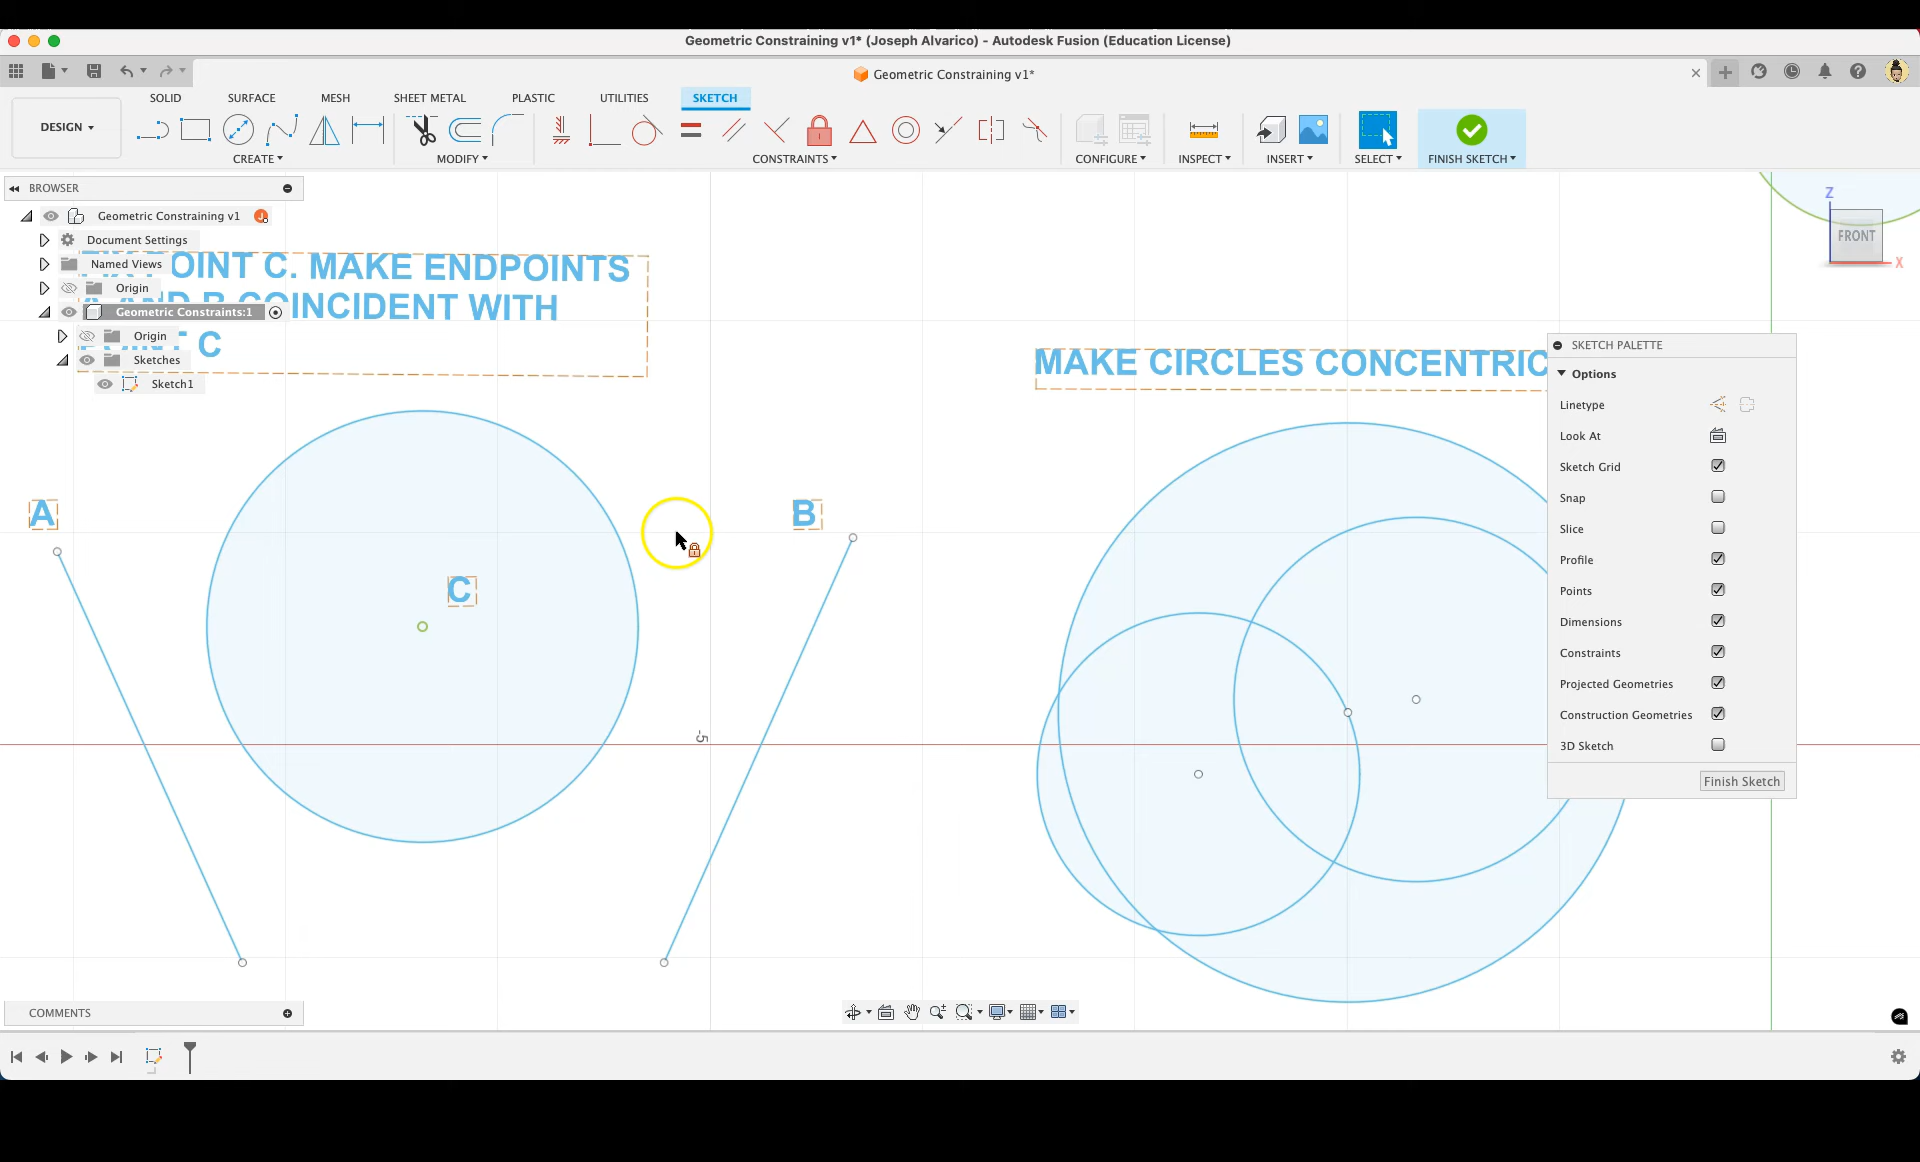 Geometric Constraining v1* (Joseph Alvarico) - Autodesk Fusion (Education License)
Geometric Constraining v1*
SOLID SURFACE MESH SHEET METAL PLASTIC UTILITIES SKETCH
DESIGN
CREATE MODIFY CONSTRAINTS CONFIGURE INSPECT INSERT SELECT FINISH SKETCH
BROWSER
Geometric Constraining v1
Document Settings
Named Views
Origin
Geometric Constraints:1
Origin
Sketches
Sketch1
OINT C. MAKE ENDPOINTS
INCIDENT WITH
C
MAKE CIRCLES CONCENTRIC
Z
FRONT
X
A
B
C
-5
SKETCH PALETTE
Options
Linetype
Look At
Sketch Grid
Snap
Slice
Profile
Points
Dimensions
Constraints
Projected Geometries
Construction Geometries
3D Sketch
Finish Sketch
COMMENTS